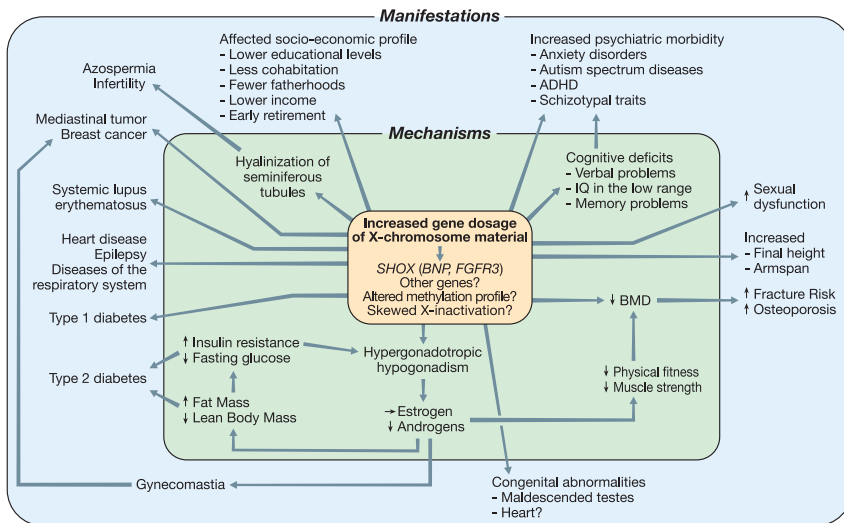 Manifestations
Affected socio-economic profile
- Lower educational levels
- Less cohabitation
- Fewer fatherhoods
- Lower income
- Early retirement
Increased psychiatric morbidity
- Anxiety disorders
- Autism spectrum diseases
- ADHD
- Schizotypal traits
Azospermia
Infertility
Mediastinal tumor
Breast cancer
Mechanisms
Hyalinization of
seminiferous
tubules
Cognitive deficits
- Verbal problems
- IQ in the low range
- Memory problems
Systemic lupus
erythematosus
↑ Sexual
dysfunction
Increased gene dosage
of X-chromosome material
SHOX (BNP, FGFR3)
Other genes?
Altered methylation profile?
Skewed X-inactivation?
Heart disease
Epilepsy
Diseases of the
respiratory system
Increased
- Final height
- Armspan
Type 1 diabetes
↓ BMD
↑ Fracture Risk
↑ Osteoporosis
↑ Insulin resistance
↓ Fasting glucose
Hypergonadotropic
hypogonadism
Type 2 diabetes
↓ Physical fitness
↓ Muscle strength
↑ Fat Mass
↓ Lean Body Mass
→ Estrogen
↓ Androgens
Gynecomastia
Congenital abnormalities
- Maldescended testes
- Heart?